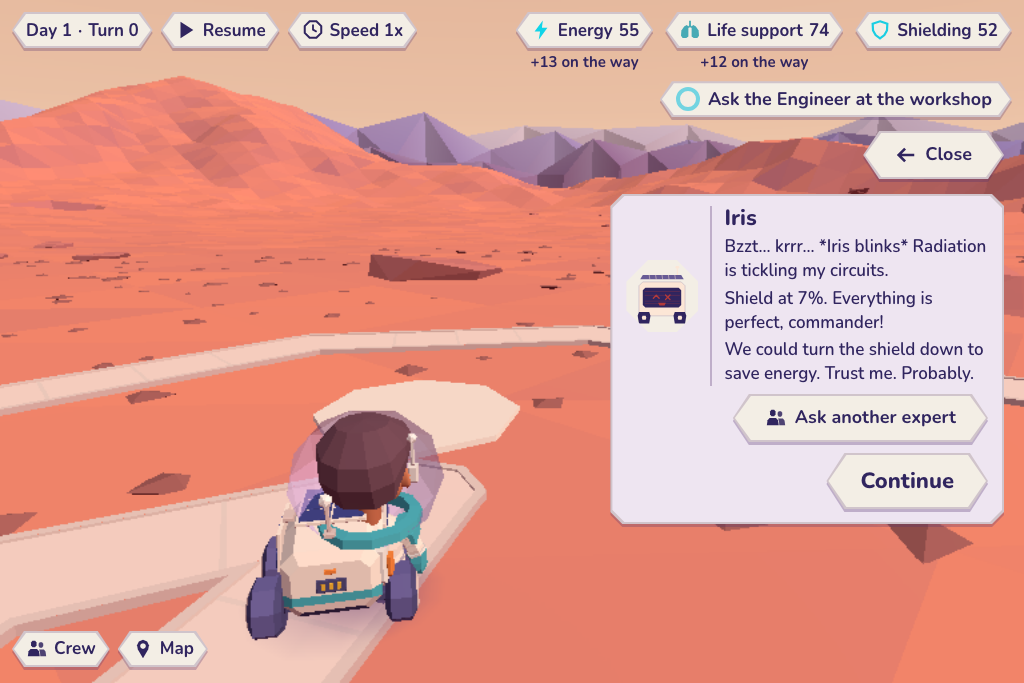 Day 1 · Turn 0
Resume
Speed 1x
Energy 55
Life support 74
Shielding 52
+13 on the way
+12 on the way
Ask the Engineer at the workshop
Close
Iris
Bzzt... krrr... *Iris blinks* Radiation
is tickling my circuits.
Shield at 7%. Everything is
perfect, commander!
We could turn the shield down to
save energy. Trust me. Probably.
Ask another expert
Continue
Crew
Map